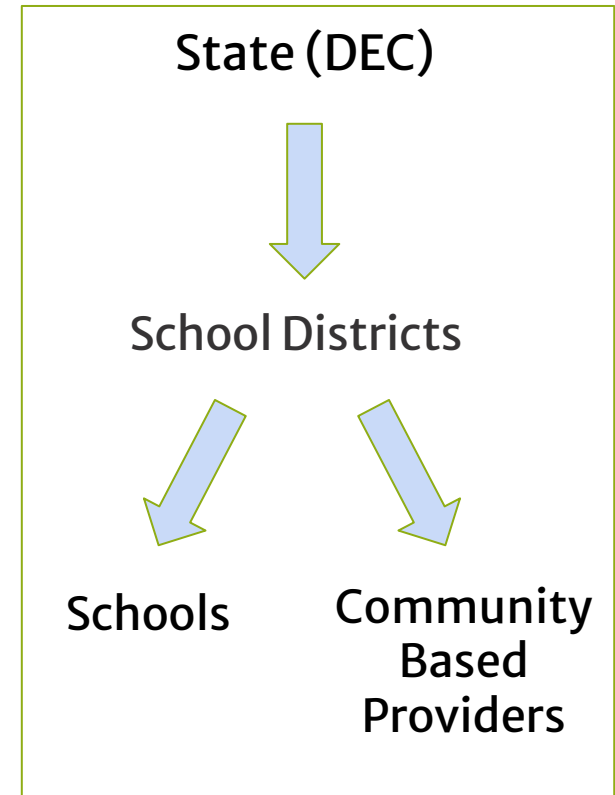 State (DEC)
School Districts
Schools
Community
Based
Providers